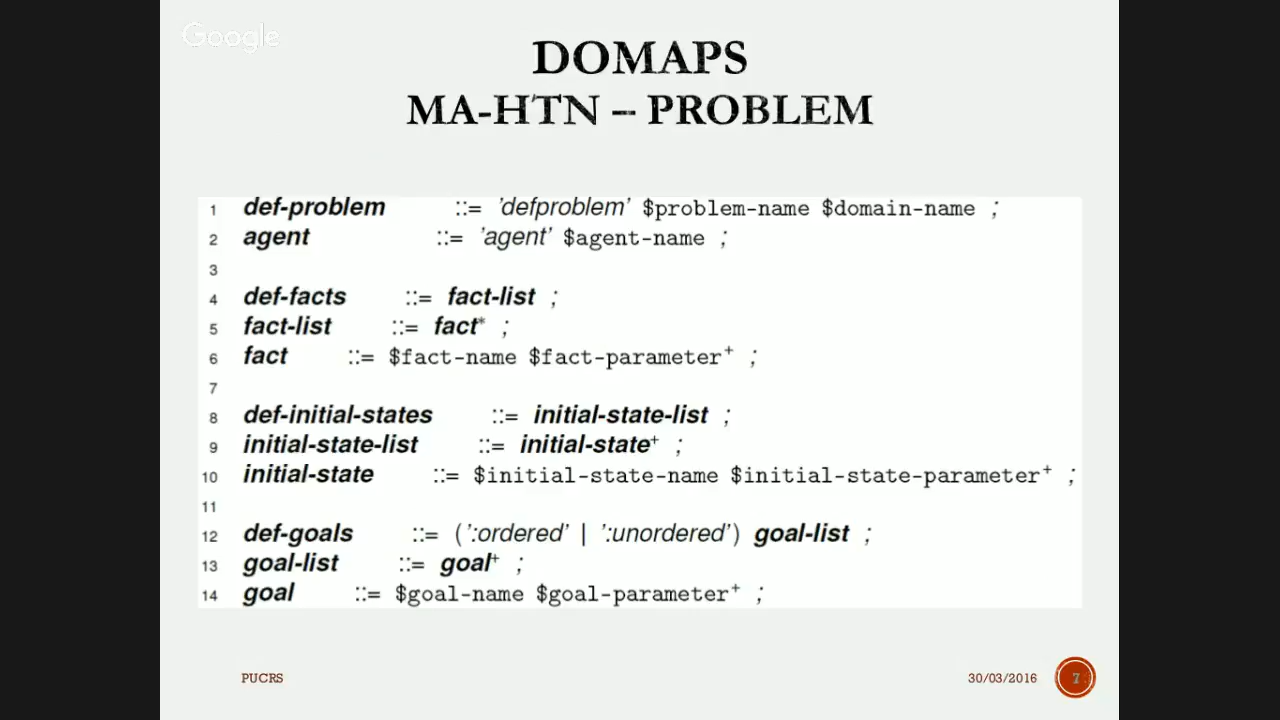 Google
DOMAPS
MA-HTN – PROBLEM
1 def-problem ::= 'defproblem' $problem-name $domain-name ;
2 agent ::= 'agent' $agent-name ;
3
4 def-facts ::= fact-list ;
5 fact-list ::= fact* ;
6 fact ::= $fact-name $fact-parameter+ ;
7
8 def-initial-states ::= initial-state-list ;
9 initial-state-list ::= initial-state+ ;
10 initial-state ::= $initial-state-name $initial-state-parameter+ ;
11
12 def-goals ::= (':ordered' | ':unordered') goal-list ;
13 goal-list ::= goal+ ;
14 goal ::= $goal-name $goal-parameter+ ;
PUCRS 30/03/2016 7